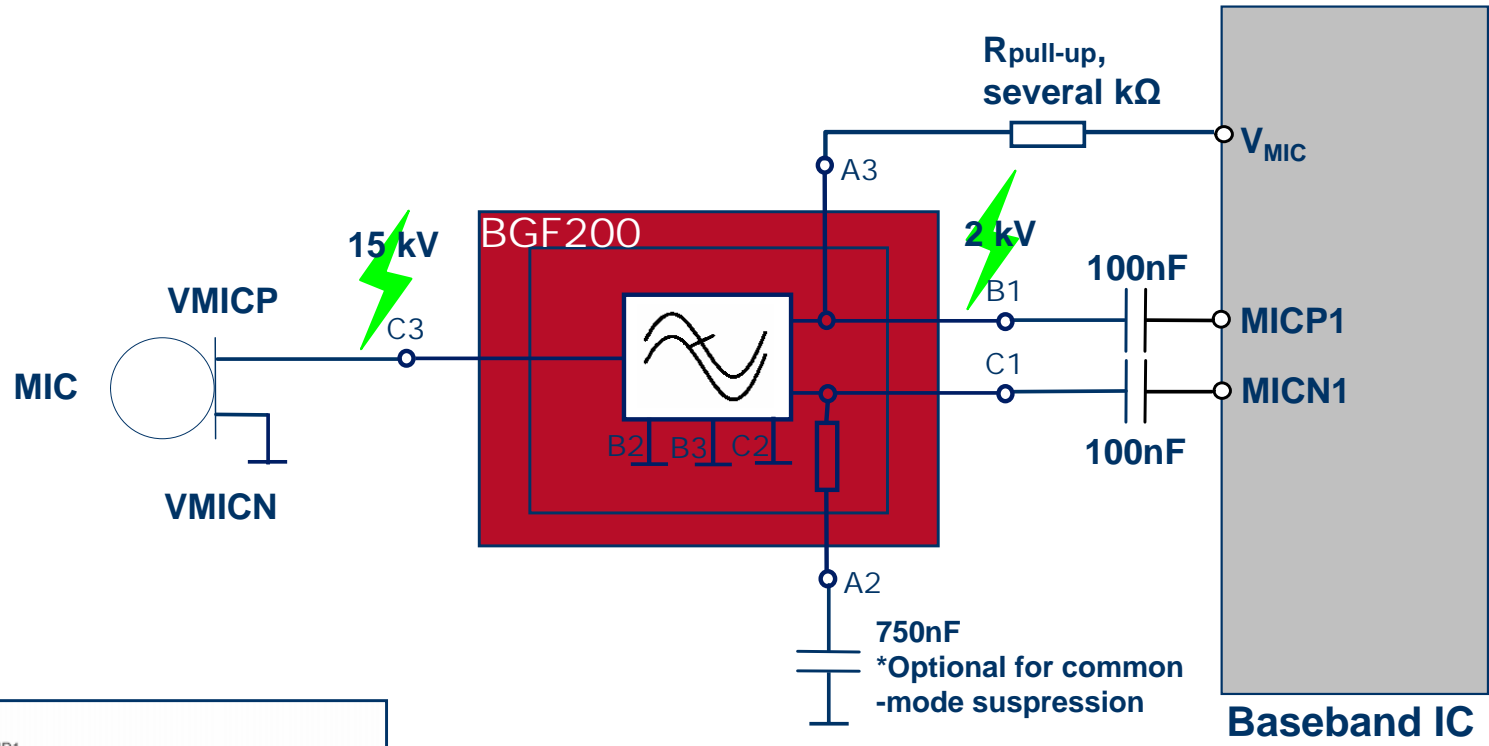 Rpull-up,
several kΩ
VMIC
A3
15 kV
BGF200
2 kV
100nF
VMICP
B1
MICP1
C3
MIC
C1
MICN1
B2
B3
C2
100nF
VMICN
A2
750nF
*Optional for common
-mode suspression
Baseband IC